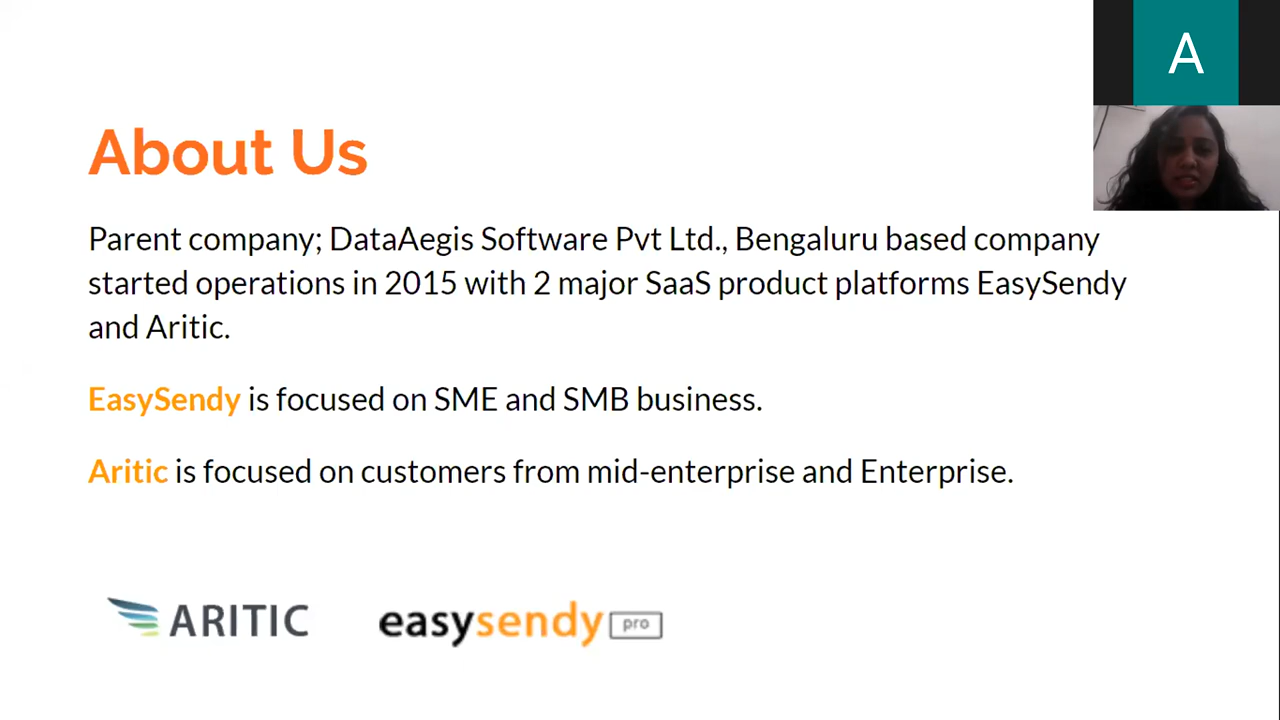 A
About Us
Parent company; DataAegis Software Pvt Ltd., Bengaluru based company
started operations in 2015 with 2 major SaaS product platforms EasySendy
and Aritic.
EasySendy is focused on SME and SMB business.
Aritic is focused on customers from mid-enterprise and Enterprise.
ARITIC
easysendy pro